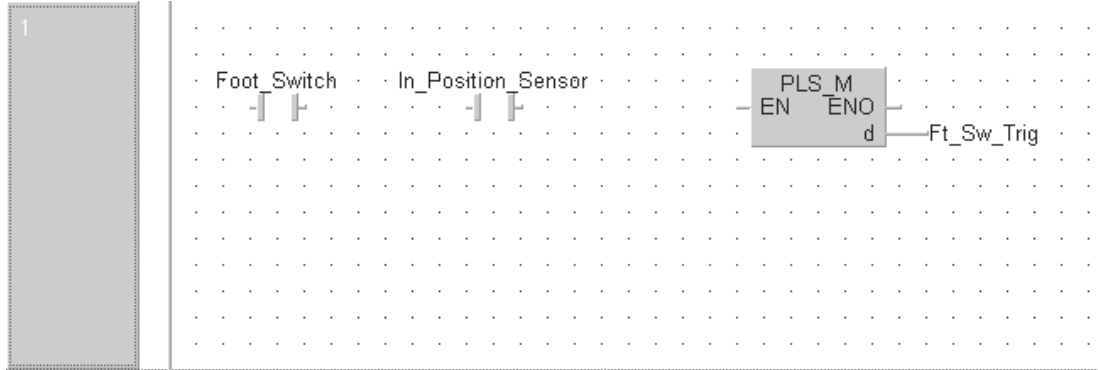 1
Foot_Switch In_Position_Sensor PLS_M
EN ENO
d Ft_Sw_Trig